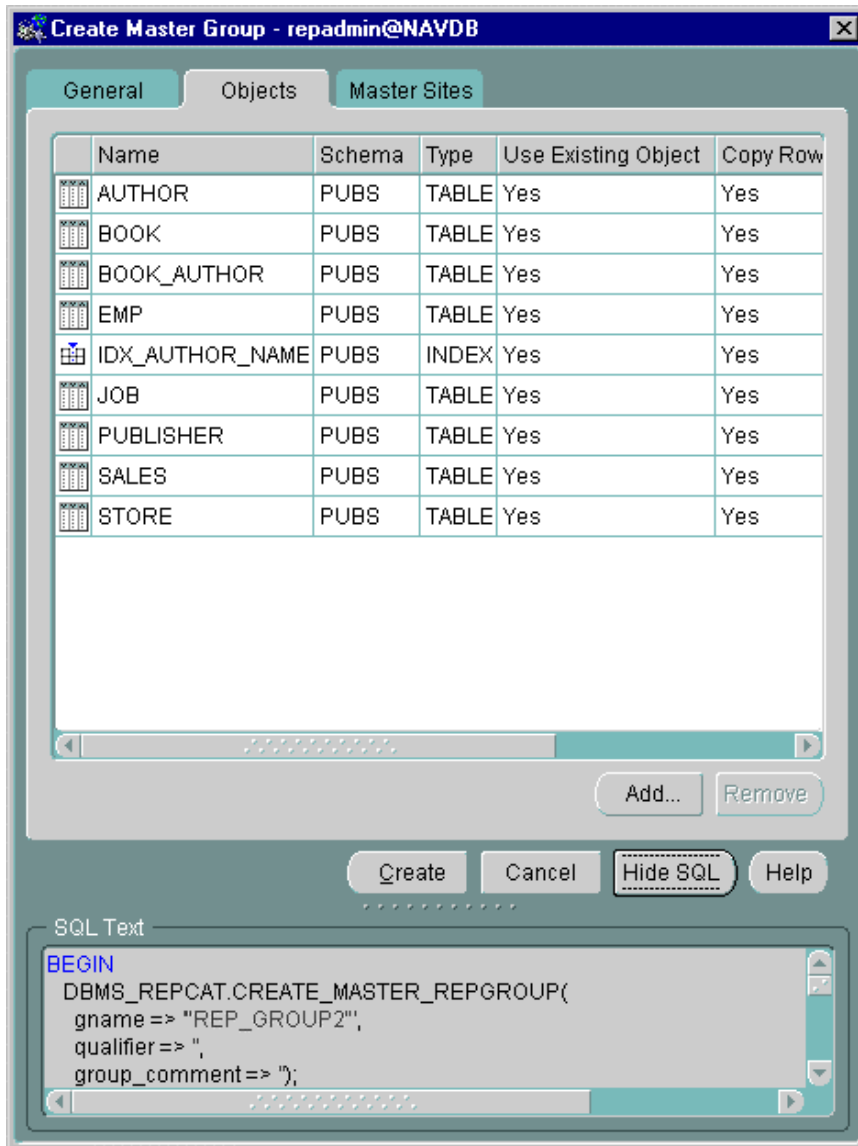 Create Master Group - repadmin@NAVDB
General Objects Master Sites
Name Schema Type Use Existing Object Copy Row
AUTHOR PUBS TABLE Yes Yes
BOOK PUBS TABLE Yes Yes
BOOK_AUTHOR PUBS TABLE Yes Yes
EMP PUBS TABLE Yes Yes
IDX_AUTHOR_NAME PUBS INDEX Yes Yes
JOB PUBS TABLE Yes Yes
PUBLISHER PUBS TABLE Yes Yes
SALES PUBS TABLE Yes Yes
STORE PUBS TABLE Yes Yes
Add... Remove
Create Cancel Hide SQL Help
SQL Text
BEGIN
DBMS_REPCAT.CREATE_MASTER_REPGROUP(
gname => '"REP_GROUP2"',
qualifier => '',
group_comment => '');